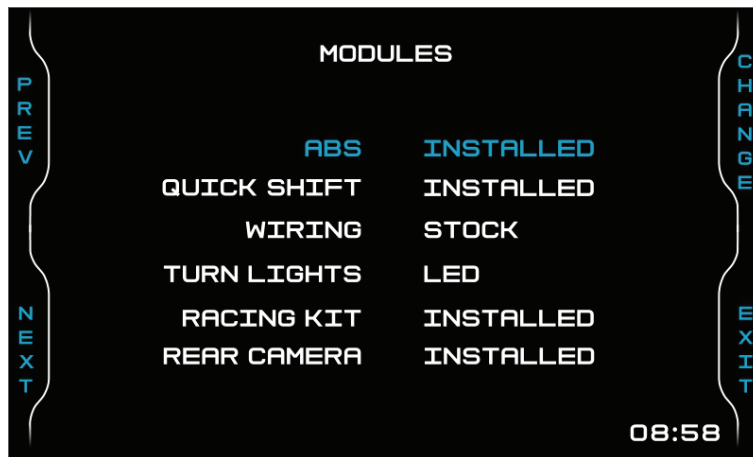 MODULES
PREV
CHANGE
ABS INSTALLED
QUICK SHIFT INSTALLED
WIRING STOCK
TURN LIGHTS LED
RACING KIT INSTALLED
REAR CAMERA INSTALLED
NEXT
EXIT
08:58